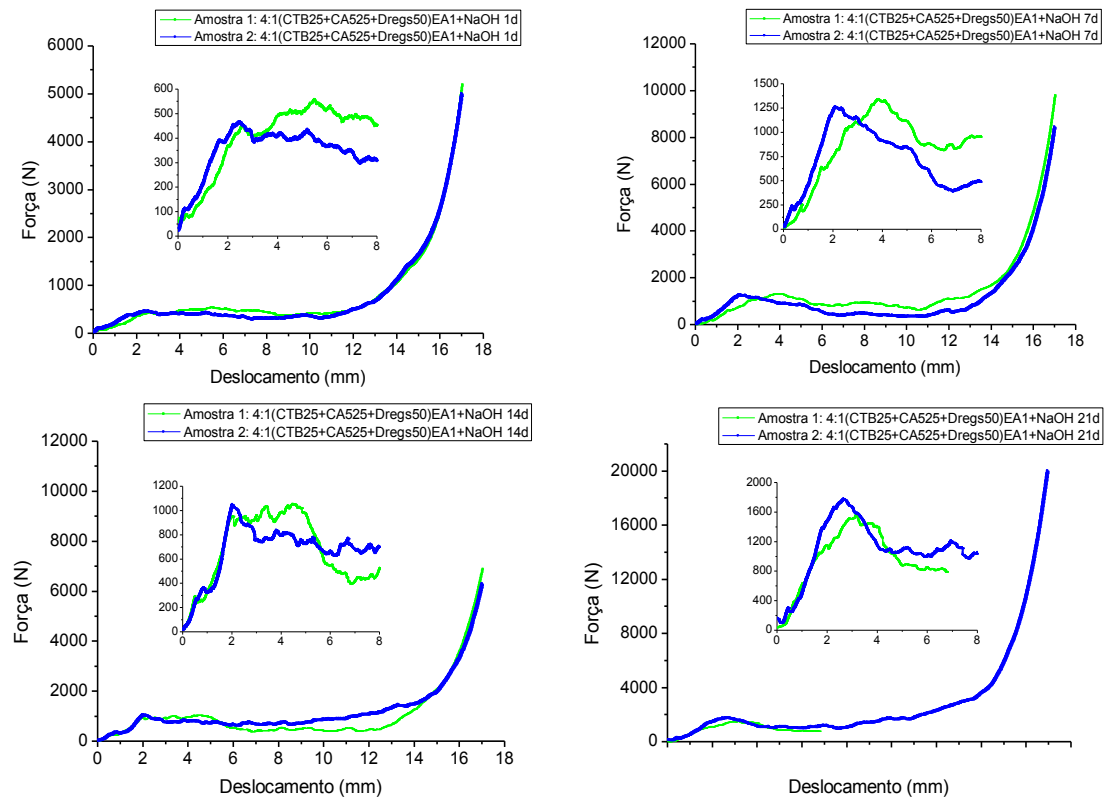 Amostra 1: 4:1(CTB25+CA525+Dregs50)EA1+NaOH 1d
Amostra 2: 4:1(CTB25+CA525+Dregs50)EA1+NaOH 1d
6000
5000
4000
3000
2000
1000
0
Força (N)
600
500
400
300
200
100
0
0 2 4 6 8
0 2 4 6 8 10 12 14 16 18
Deslocamento (mm)
Amostra 1: 4:1(CTB25+CA525+Dregs50)EA1+NaOH 7d
Amostra 2: 4:1(CTB25+CA525+Dregs50)EA1+NaOH 7d
12000
10000
8000
6000
4000
2000
0
Força (N)
1500
1250
1000
750
500
250
0
0 2 4 6 8
0 2 4 6 8 10 12 14 16 18
Deslocamento (mm)
Amostra 1: 4:1(CTB25+CA525+Dregs50)EA1+NaOH 14d
Amostra 2: 4:1(CTB25+CA525+Dregs50)EA1+NaOH 14d
12000
10000
8000
6000
4000
2000
0
Força (N)
1200
1000
800
600
400
200
0
0 2 4 6 8
0 2 4 6 8 10 12 14 16 18
Deslocamento (mm)
Amostra 1: 4:1(CTB25+CA525+Dregs50)EA1+NaOH 21d
Amostra 2: 4:1(CTB25+CA525+Dregs50)EA1+NaOH 21d
20000
16000
12000
8000
4000
0
Força (N)
2000
1600
1200
800
400
0
0 2 4 6 8
Deslocamento (mm)